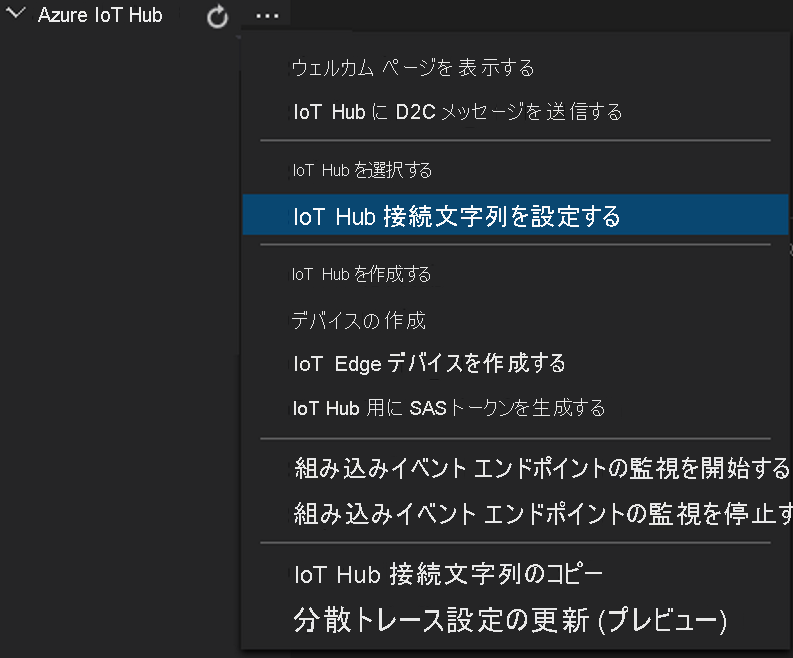 Azure IoT Hub
ウェルカム ページを表示する
IoT Hub に D2C メッセージを送信する
IoT Hub を選択する
IoT Hub 接続文字列を設定する
IoT Hub を作成する
デバイスの作成
IoT Edge デバイスを作成する
IoT Hub 用に SAS トークンを生成する
組み込みイベント エンドポイントの監視を開始する
組み込みイベント エンドポイントの監視を停止す
IoT Hub 接続文字列のコピー
分散トレース設定の更新 (プレビュー)